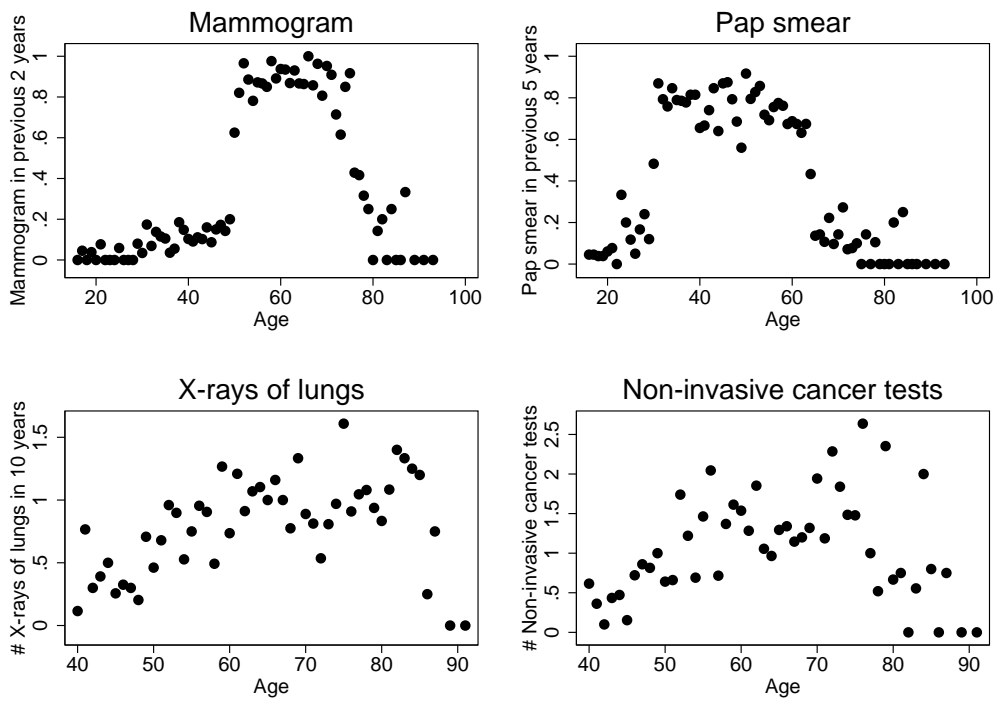 Mammogram
Mammogram in previous 2 years
0 .2 .4 .6 .8 1
20 40 60 80 100
Age
Pap smear
Pap smear in previous 5 years
0 .2 .4 .6 .8 1
20 40 60 80 100
Age
X-rays of lungs
# X-rays of lungs in 10 years
0 .5 1 1.5
40 50 60 70 80 90
Age
Non-invasive cancer tests
# Non-invasive cancer tests
0 .5 1 1.5 2 2.5
40 50 60 70 80 90
Age